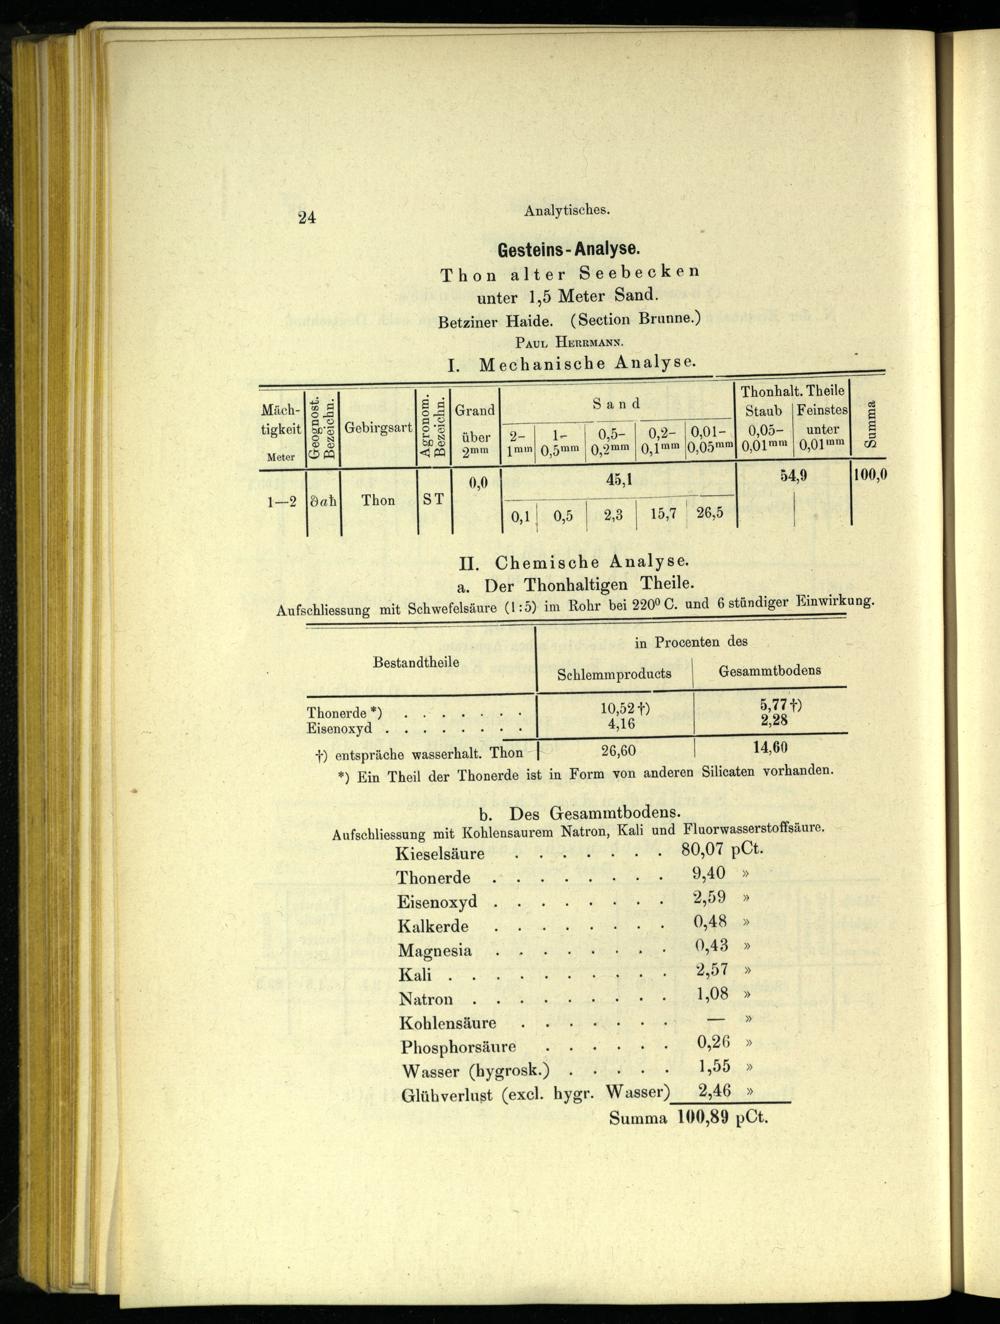 24
Analytisches.
Gesteins-Analyse.
Thon alter Seebecken
unter 1,5 Meter Sand.
Betziner Haide. (Section Brunne.)
PAUL HERRMANN.
I. Mechanische Analyse.
Mäch-
tigkeit
Meter
Geognost.
Bezeichn.
Gebirgsart
Agronom.
Bezeichn.
Grand
über
2mm
Sand
2-
1mm
1-
0,5mm
0,5-
0,2mm
0,2-
0,1mm
0,01-
0,05mm
Thonhalt. Theile
Staub
0,05-
0,01mm
Feinstes
unter
0,01mm
Summa
1—2
∂ah
Thon
ST
0,0
45,1
54,9
100,0
0,1 0,5 2,3 15,7 26,5
II. Chemische Analyse.
a. Der Thonhaltigen Theile.
Aufschliessung mit Schwefelsäure (1:5) im Rohr bei 220° C. und 6 stündiger Einwirkung.
Bestandtheile
in Procenten des
Schlemmproducts
Gesammtbodens
Thonerde *) . . . . . . . 10,52 †) 5,77 †)
Eisenoxyd . . . . . . . . 4,16 2,28
†) entspräche wasserhalt. Thon 26,60 14,60
*) Ein Theil der Thonerde ist in Form von anderen Silicaten vorhanden.
b. Des Gesammtbodens.
Aufschliessung mit Kohlensaurem Natron, Kali und Fluorwasserstoffsäure.
Kieselsäure . . . . . . . 80,07 pCt.
Thonerde . . . . . . . . 9,40 »
Eisenoxyd . . . . . . . . 2,59 »
Kalkerde . . . . . . . . 0,48 »
Magnesia . . . . . . . . 0,43 »
Kali . . . . . . . . . . 2,57 »
Natron . . . . . . . . . 1,08 »
Kohlensäure . . . . . . . — »
Phosphorsäure . . . . . . 0,26 »
Wasser (hygrosk.) . . . . . 1,55 »
Glühverlust (excl. hygr. Wasser) 2,46 »
Summa 100,89 pCt.